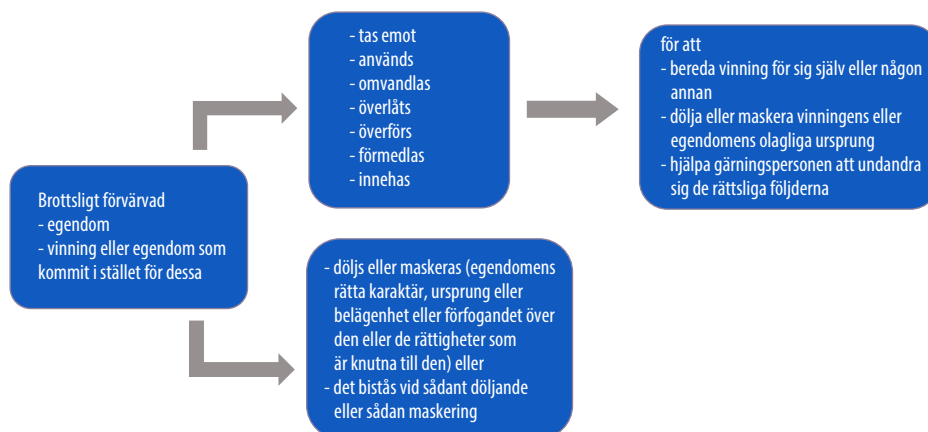 Brottsligt förvärvad
- egendom
- vinning eller egendom som
kommit i stället för dessa
- tas emot
- används
- omvandlas
- överlåts
- överförs
- förmedlas
- innehas
för att
- bereda vinning för sig själv eller någon
annan
- dölja eller maskera vinningens eller
egendomens olagliga ursprung
- hjälpa gärningspersonen att undandra
sig de rättsliga följderna
- döljs eller maskeras (egendomens
rätta karaktär, ursprung eller
belägenhet eller förfogandet över
den eller de rättigheter som
är knutna till den) eller
- det bistås vid sådant döljande
eller sådan maskering